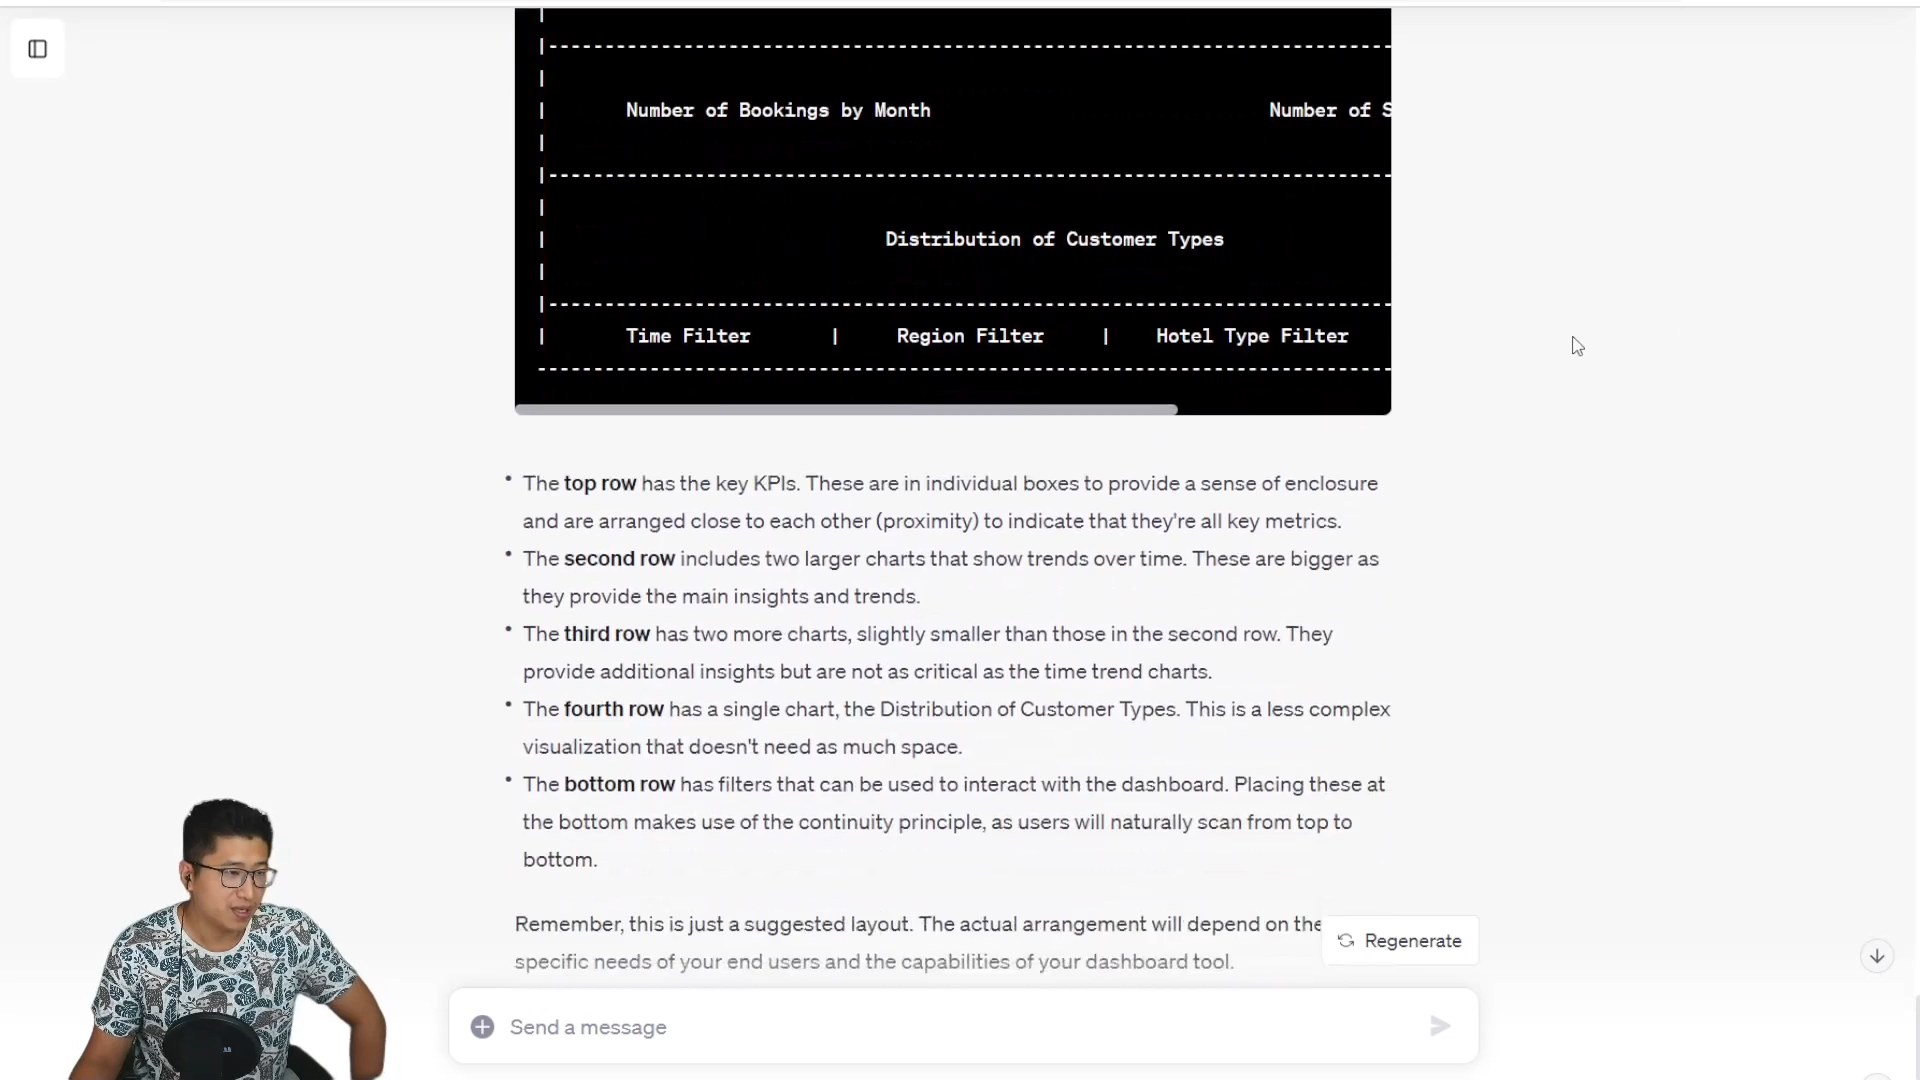 Number of Bookings by Month Number of S
Distribution of Customer Types
Time Filter | Region Filter | Hotel Type Filter
• The top row has the key KPIs. These are in individual boxes to provide a sense of enclosure
and are arranged close to each other (proximity) to indicate that they're all key metrics.
• The second row includes two larger charts that show trends over time. These are bigger as
they provide the main insights and trends.
• The third row has two more charts, slightly smaller than those in the second row. They
provide additional insights but are not as critical as the time trend charts.
• The fourth row has a single chart, the Distribution of Customer Types. This is a less complex
visualization that doesn't need as much space.
• The bottom row has filters that can be used to interact with the dashboard. Placing these at
the bottom makes use of the continuity principle, as users will naturally scan from top to
bottom.
Remember, this is just a suggested layout. The actual arrangement will depend on the
specific needs of your end users and the capabilities of your dashboard tool.
Regenerate
Send a message